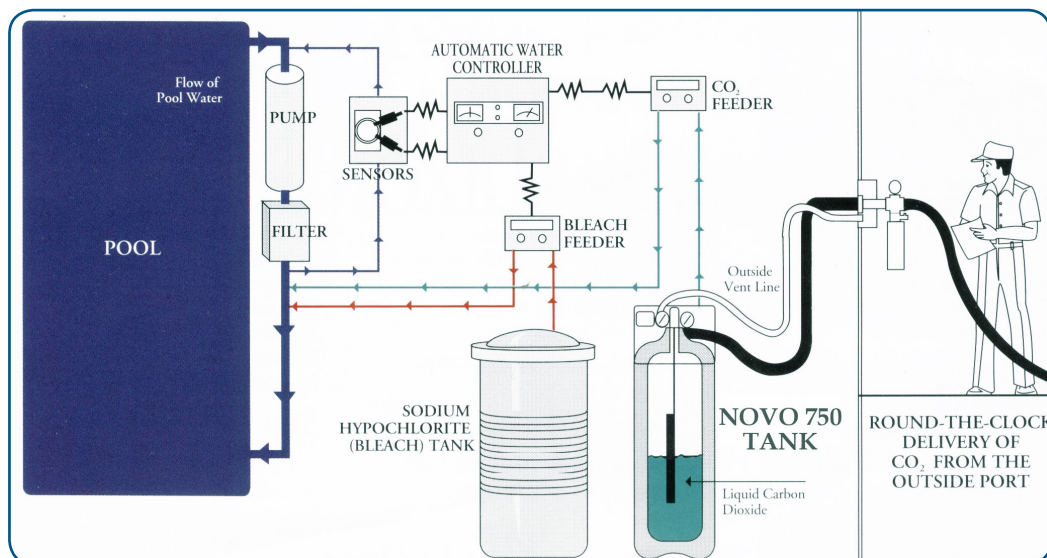 AUTOMATIC WATER
CONTROLLER
CO₂
FEEDER
Flow of
Pool Water
PUMP
SENSORS
FILTER
BLEACH
FEEDER
POOL
Outside
Vent Line
SODIUM
HYPOCHLORITE
(BLEACH) TANK
NOVO 750
TANK
Liquid Carbon
Dioxide
ROUND-THE-CLOCK
DELIVERY OF
CO₂ FROM THE
OUTSIDE PORT